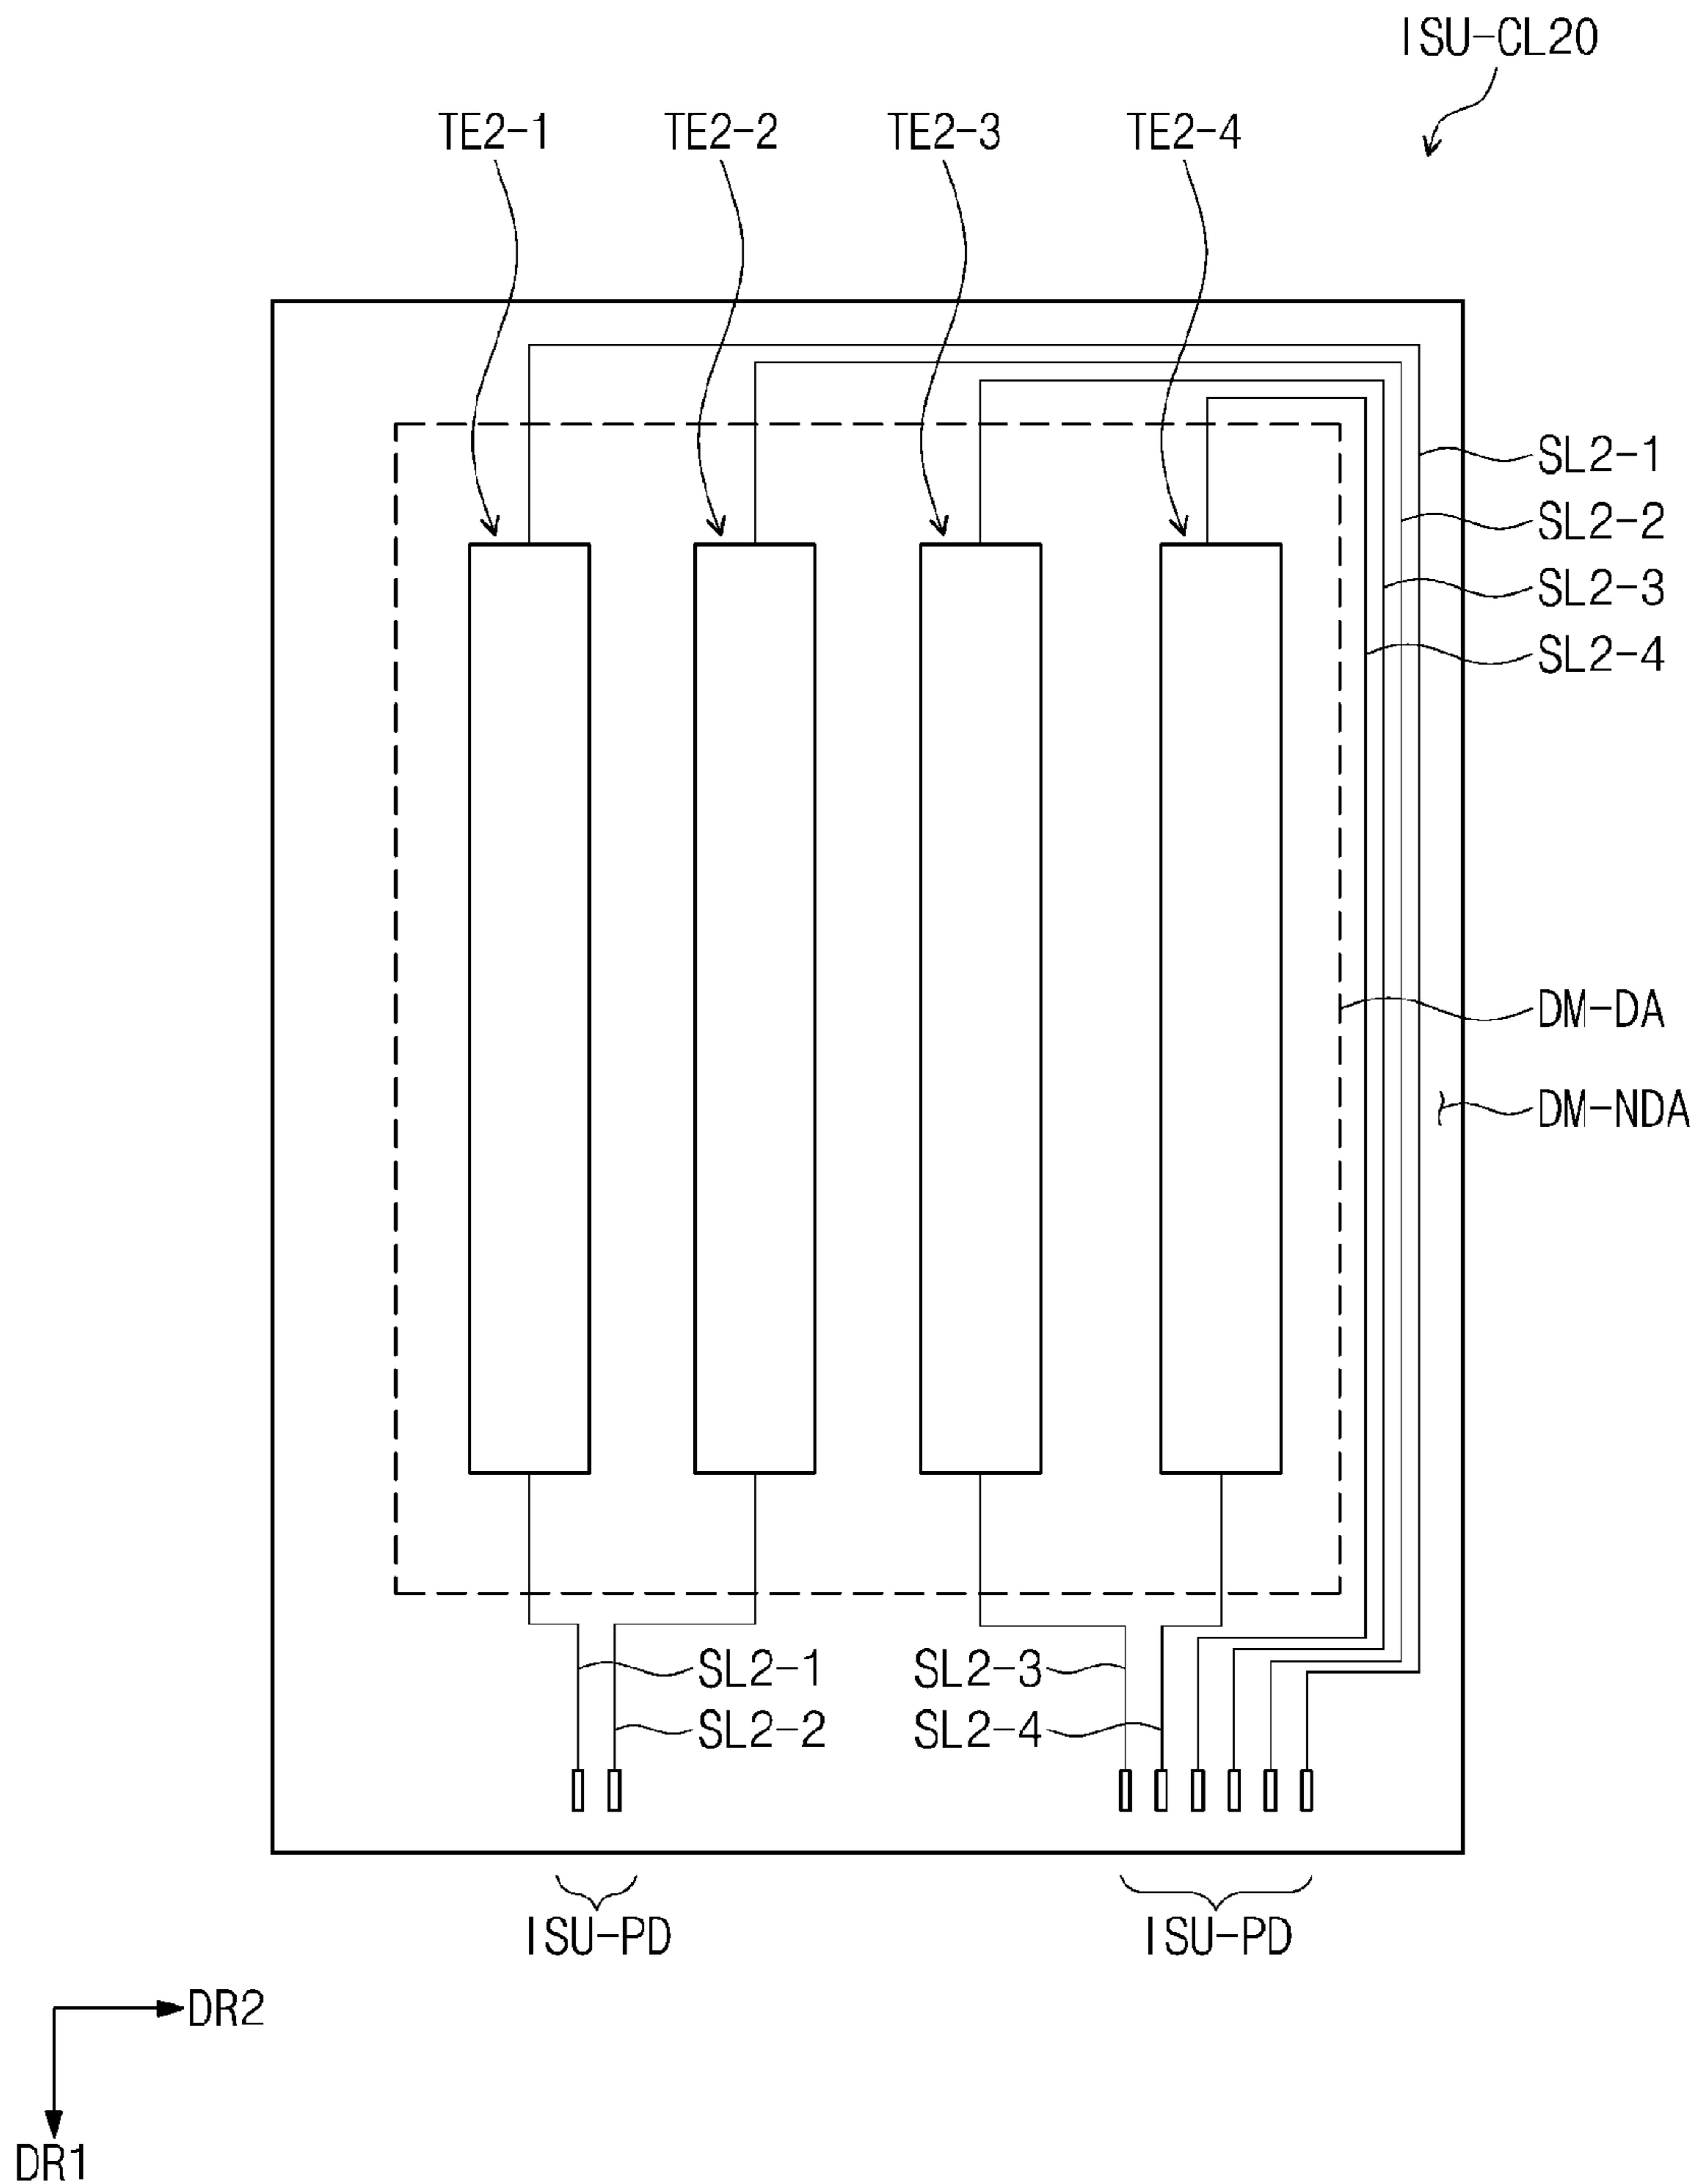 ISU-CL20
TE2-1 TE2-2 TE2-3 TE2-4
SL2-1
SL2-2
SL2-3
SL2-4
DM-DA
DM-NDA
SL2-1 SL2-3
SL2-2 SL2-4
ISU-PD ISU-PD
DR2
DR1